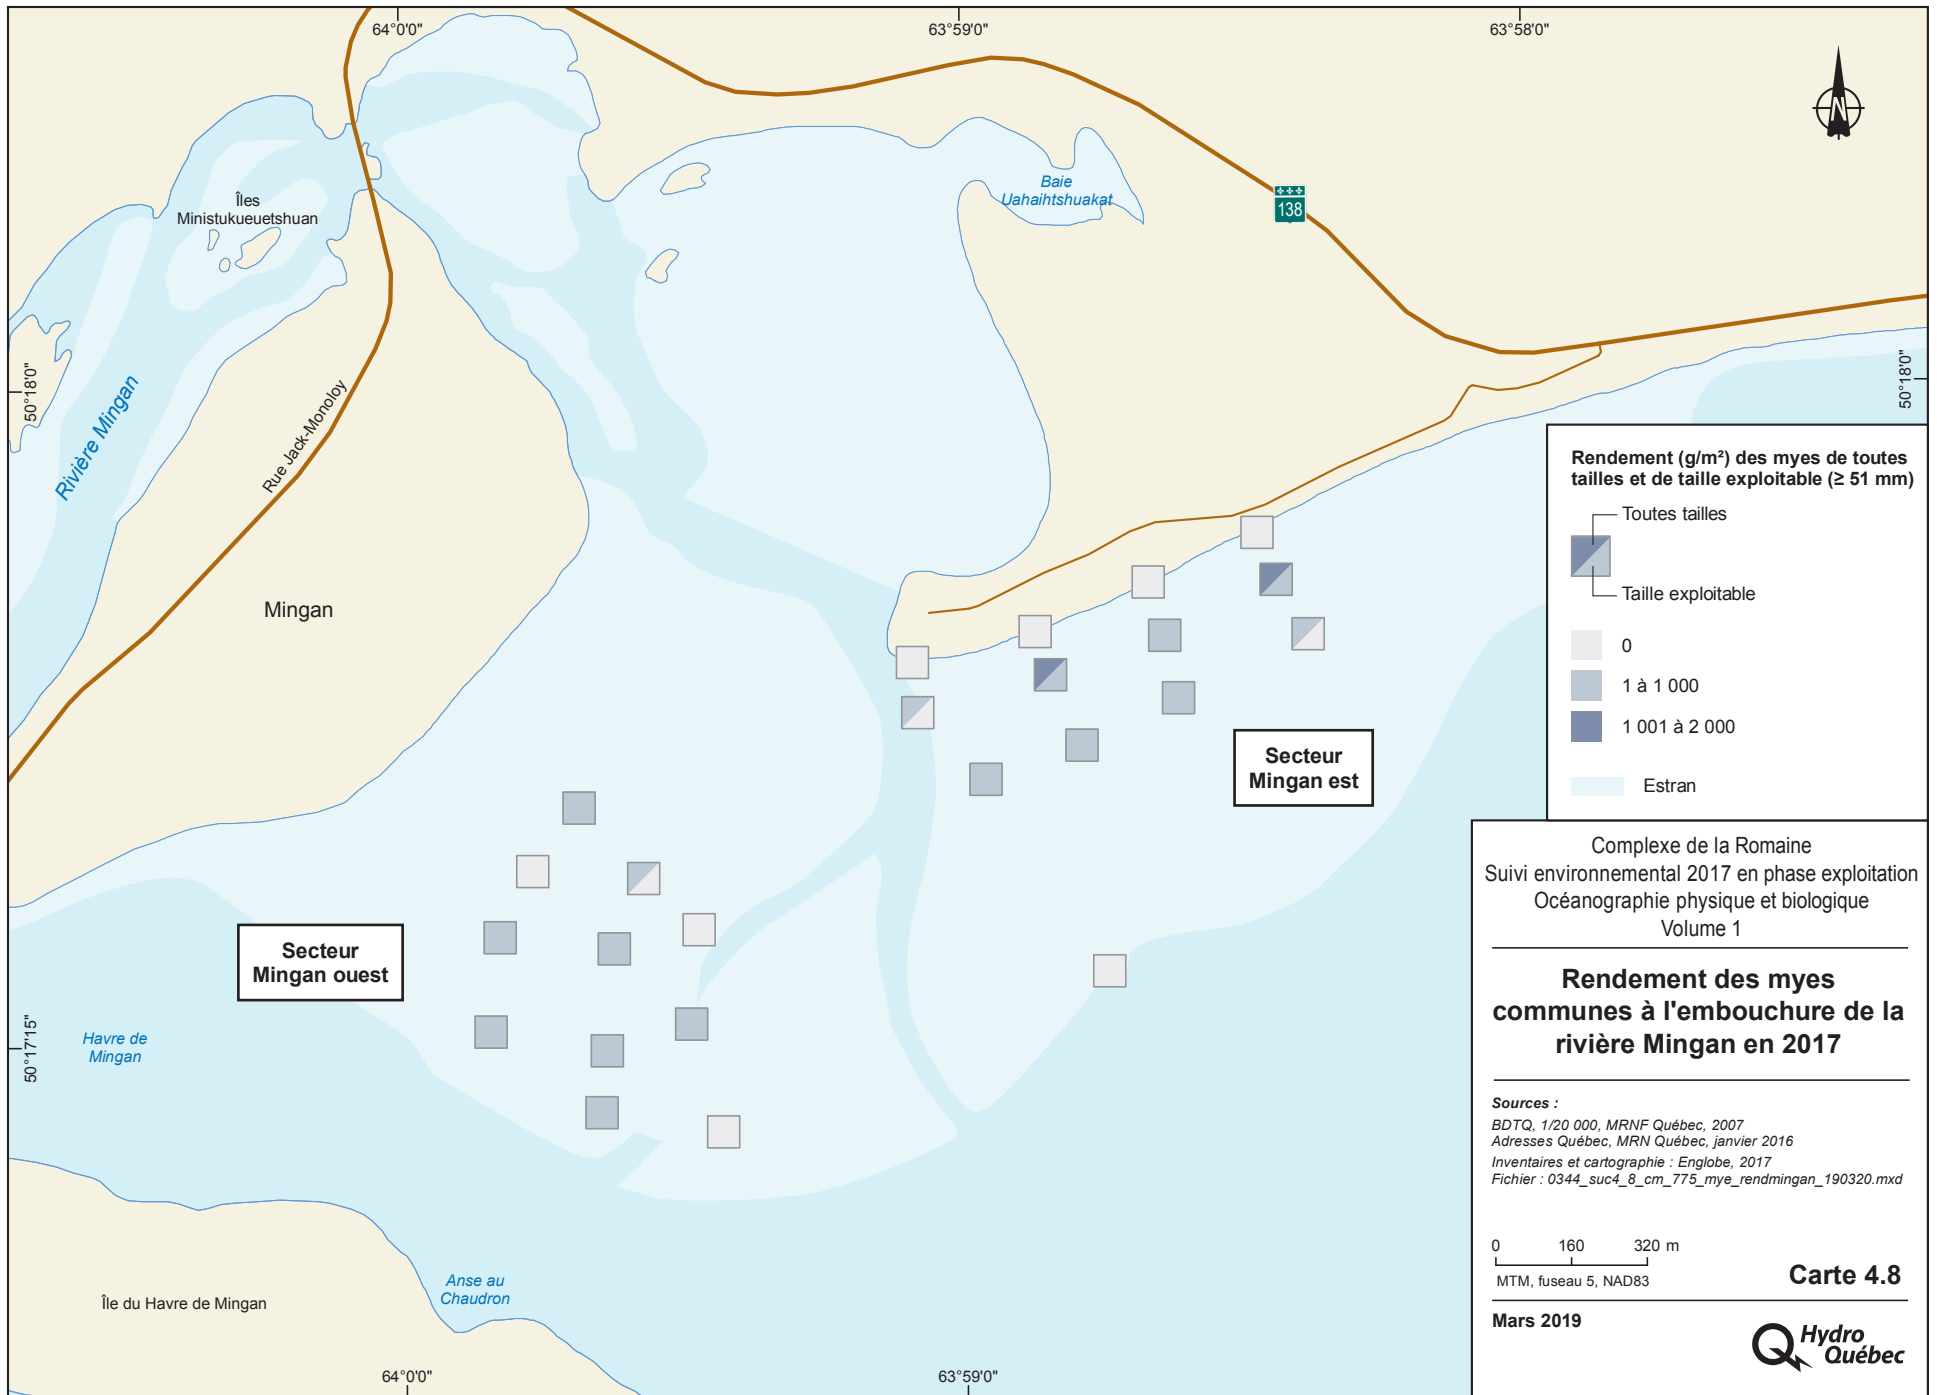 64°0'0"
63°59'0"
63°58'0"
N
Îles
Ministukueuetshuan
Baie
Uahaihtshuakat
138
50°18'0"
50°18'0"
Rivière Mingan
Rue Jack-Monoloy
Mingan
Rendement (g/m²) des myes de toutes
tailles et de taille exploitable (≥ 51 mm)
Toutes tailles
Taille exploitable
0
1 à 1 000
1 001 à 2 000
Estran
Secteur
Mingan est
Secteur
Mingan ouest
Havre de
Mingan
50°17'15"
Complexe de la Romaine
Suivi environnemental 2017 en phase exploitation
Océanographie physique et biologique
Volume 1
Rendement des myes
communes à l'embouchure de la
rivière Mingan en 2017
Sources :
BDTQ, 1/20 000, MRNF Québec, 2007
Adresses Québec, MRN Québec, janvier 2016
Inventaires et cartographie : Englobe, 2017
Fichier : 0344_suc4_8_cm_775_mye_rendmingan_190320.mxd
0 160 320 m
MTM, fuseau 5, NAD83
Carte 4.8
Mars 2019
Hydro
Québec
Anse au
Chaudron
Île du Havre de Mingan
64°0'0"
63°59'0"